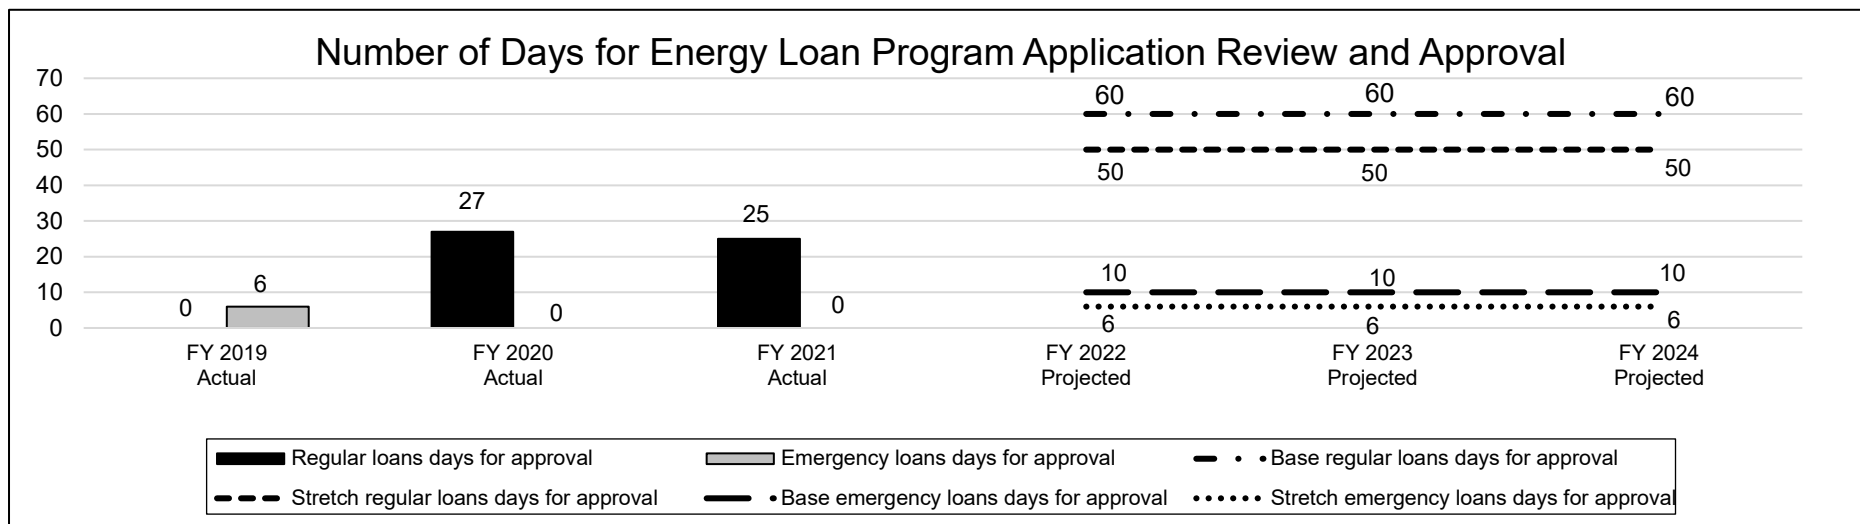 Number of Days for Energy Loan Program Application Review and Approval
70
60
50
40
30
20
10
0
0
6
27
0
25
0
60
60
60
50
50
50
10
10
10
6
6
6
FY 2019
Actual
FY 2020
Actual
FY 2021
Actual
FY 2022
Projected
FY 2023
Projected
FY 2024
Projected
Regular loans days for approval
Emergency loans days for approval
Base regular loans days for approval
Stretch regular loans days for approval
Base emergency loans days for approval
Stretch emergency loans days for approval